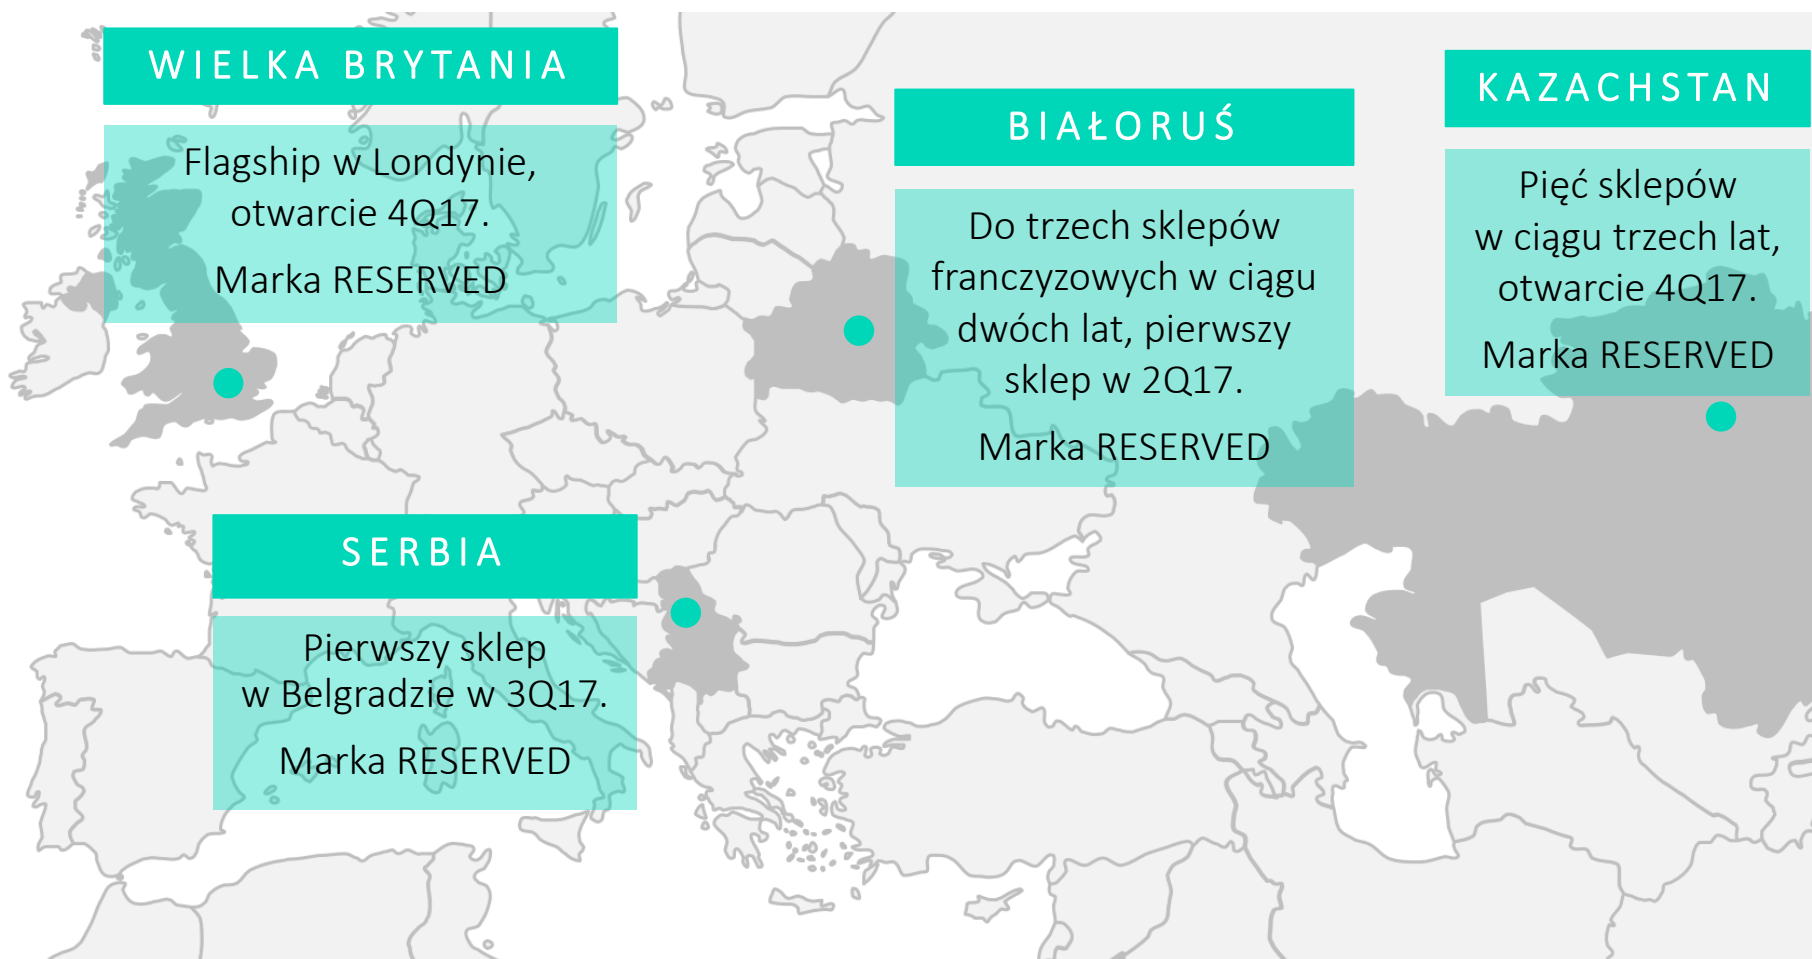 WIELKA BRYTANIA
Flagship w Londynie,
otwarcie 4Q17.
Marka RESERVED
BIAŁORUŚ
Do trzech sklepów
franczyzowych w ciągu
dwóch lat, pierwszy
sklep w 2Q17.
Marka RESERVED
KAZACHSTAN
Pięć sklepów
w ciągu trzech lat,
otwarcie 4Q17.
Marka RESERVED
SERBIA
Pierwszy sklep
w Belgradzie w 3Q17.
Marka RESERVED